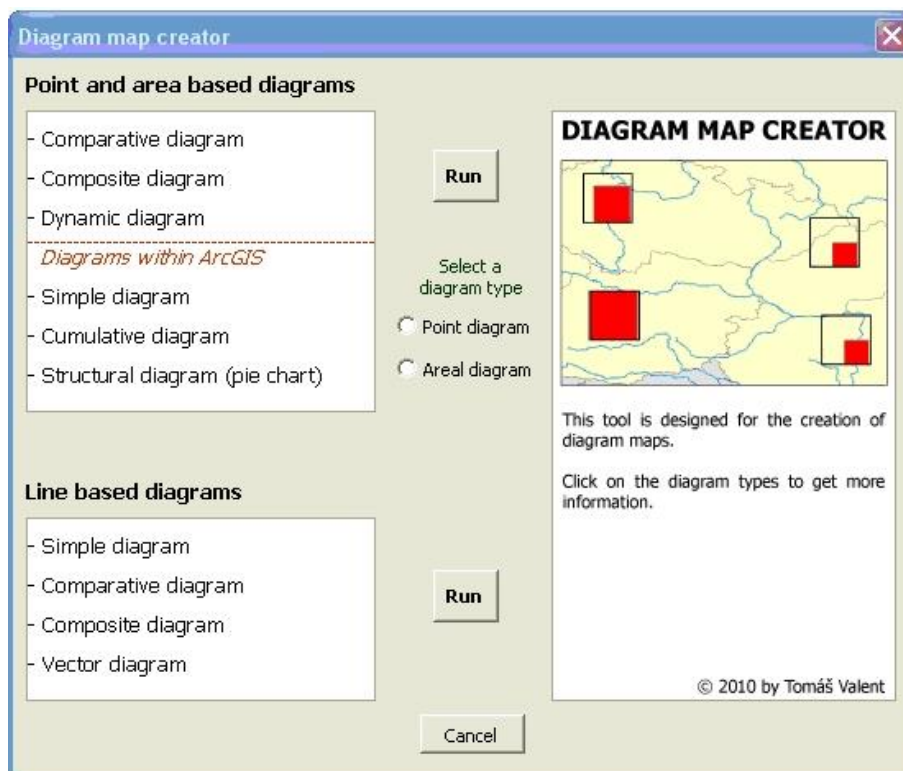 Diagram map creator
Point and area based diagrams
- Comparative diagram
- Composite diagram
- Dynamic diagram
Diagrams within ArcGIS
- Simple diagram
- Cumulative diagram
- Structural diagram (pie chart)
Run
Select a
diagram type
Point diagram
Areal diagram
Line based diagrams
- Simple diagram
- Comparative diagram
- Composite diagram
- Vector diagram
Run
Cancel
DIAGRAM MAP CREATOR
This tool is designed for the creation of
diagram maps.
Click on the diagram types to get more
information.
© 2010 by Tomáš Valent